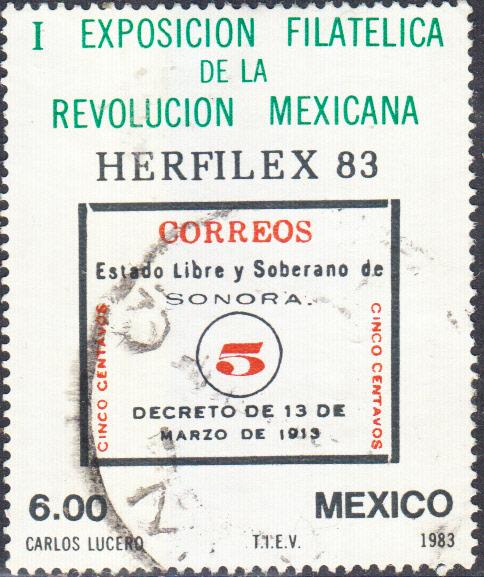 I EXPOSICION FILATELICA
DE LA
REVOLUCION MEXICANA
HERFILEX 83
CORREOS
Estado Libre y Soberano de
SONORA.
CINCO CENTAVOS
5
CINCO CENTAVOS
DECRETO DE 13 DE
MARZO DE 1913
6.00 MEXICO
CARLOS LUCERO T.I.E.V. 1983